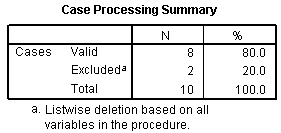 Case Processing Summary
N %
Cases Valid 8 80.0
Excludedᵃ 2 20.0
Total 10 100.0
a. Listwise deletion based on all
variables in the procedure.